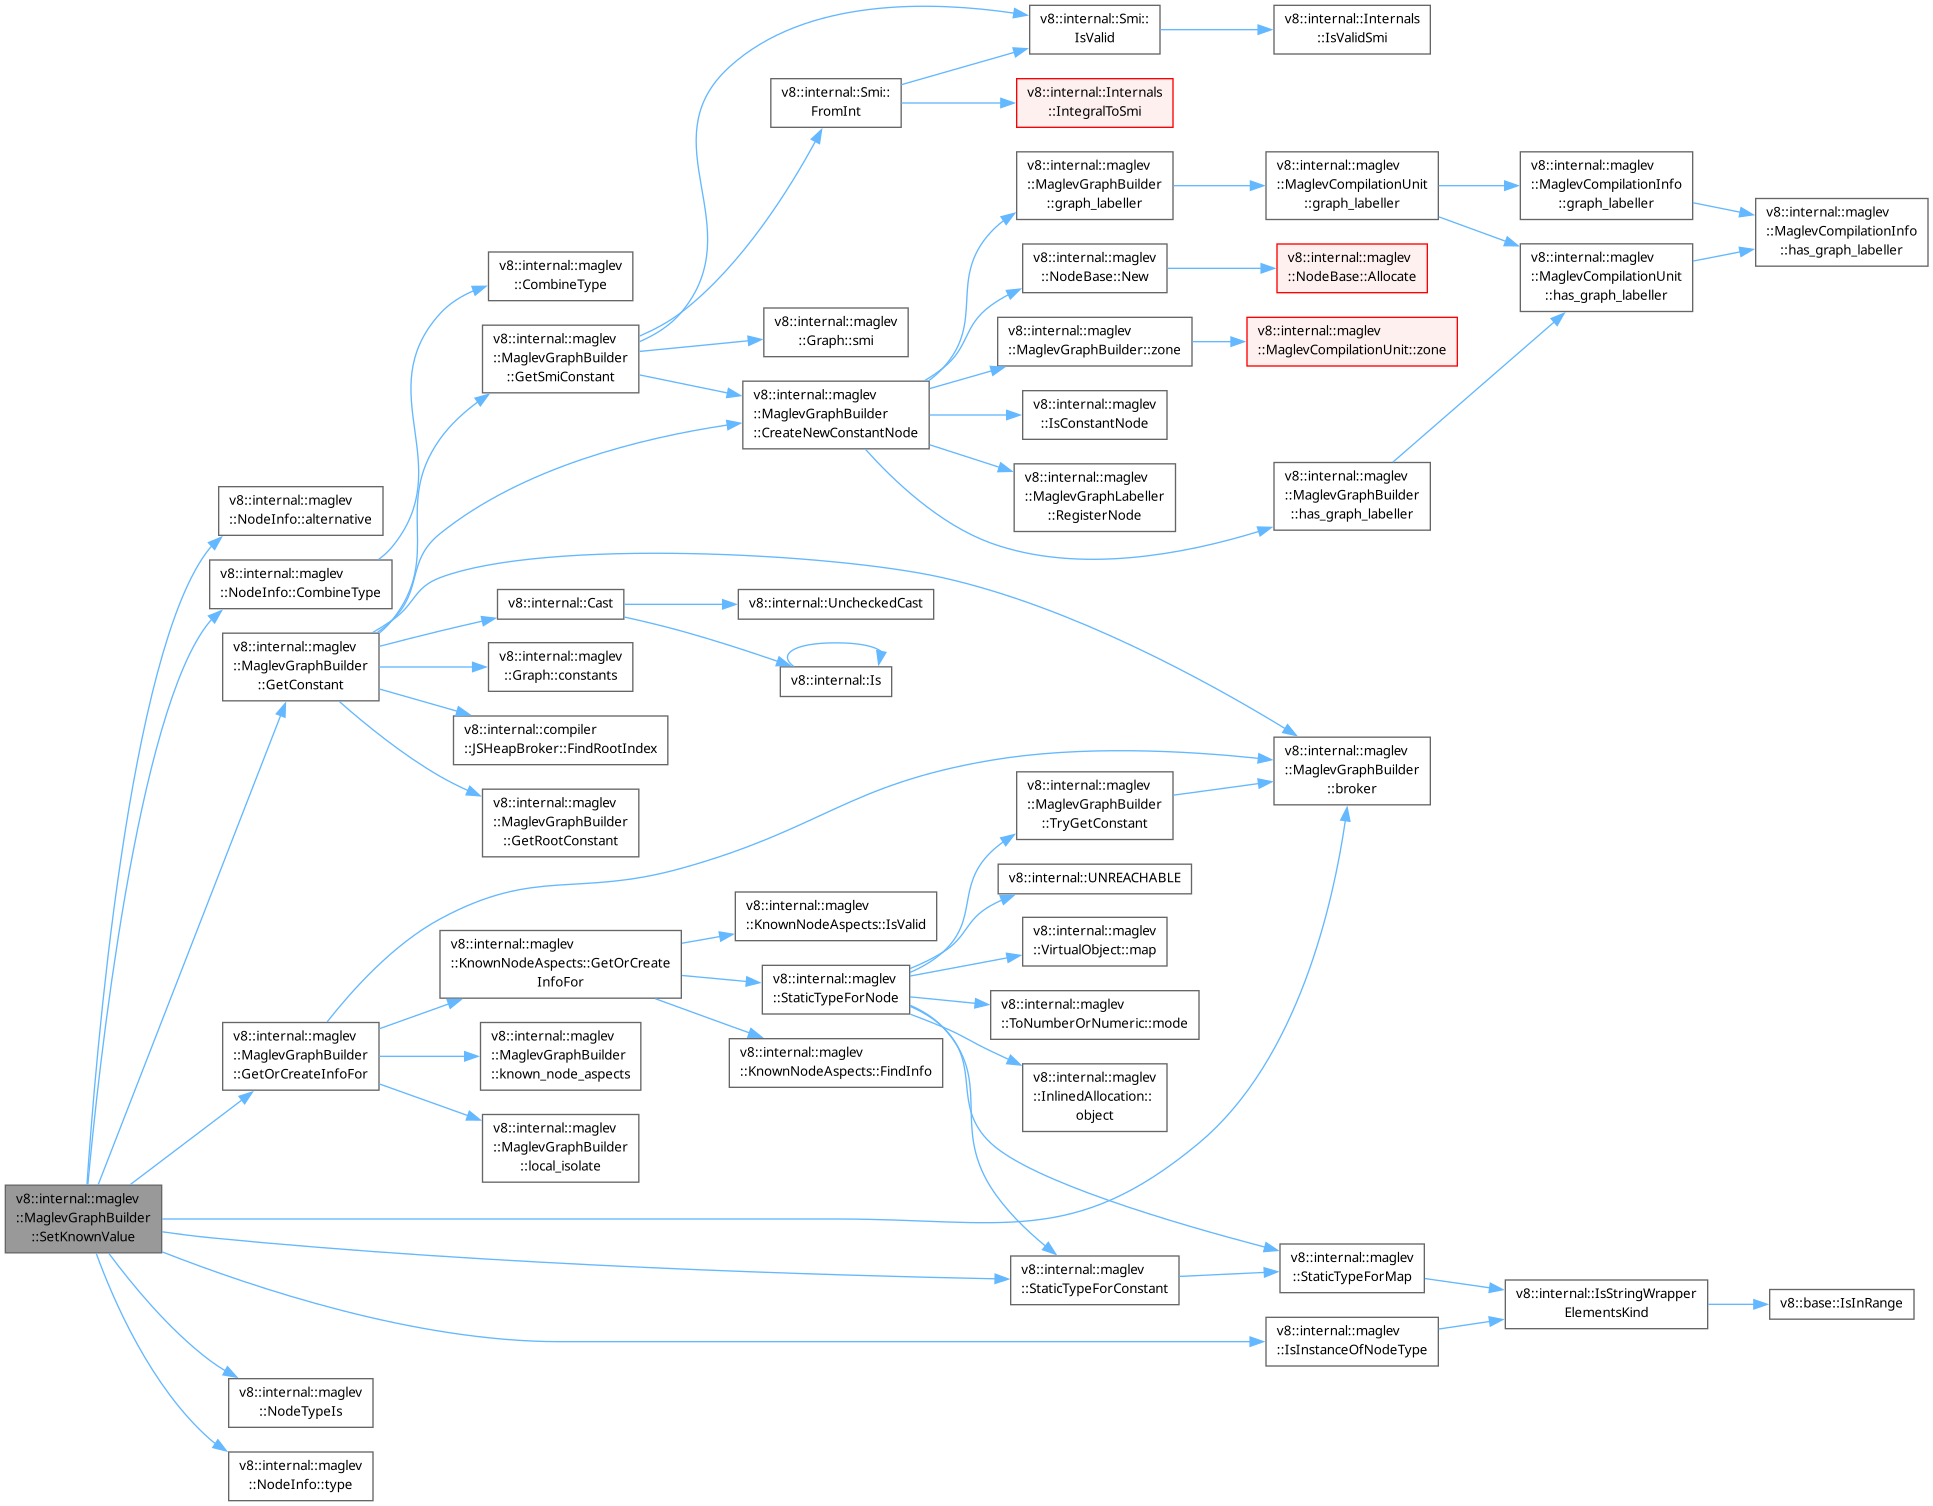 v8::internal::Smi::
IsValid
v8::internal::Internals
::IsValidSmi
v8::internal::Smi::
FromInt
v8::internal::Internals
::IntegralToSmi
v8::internal::maglev
::MaglevGraphBuilder
::graph_labeller
v8::internal::maglev
::MaglevCompilationUnit
::graph_labeller
v8::internal::maglev
::MaglevCompilationInfo
::graph_labeller
v8::internal::maglev
::MaglevCompilationInfo
::has_graph_labeller
v8::internal::maglev
::CombineType
v8::internal::maglev
::NodeBase::New
v8::internal::maglev
::NodeBase::Allocate
v8::internal::maglev
::MaglevCompilationUnit
::has_graph_labeller
v8::internal::maglev
::MaglevGraphBuilder
::GetSmiConstant
v8::internal::maglev
::Graph::smi
v8::internal::maglev
::MaglevGraphBuilder::zone
v8::internal::maglev
::MaglevCompilationUnit::zone
v8::internal::maglev
::MaglevGraphBuilder
::CreateNewConstantNode
v8::internal::maglev
::IsConstantNode
v8::internal::maglev
::MaglevGraphLabeller
::RegisterNode
v8::internal::maglev
::MaglevGraphBuilder
::has_graph_labeller
v8::internal::maglev
::NodeInfo::alternative
v8::internal::maglev
::NodeInfo::CombineType
v8::internal::Cast
v8::internal::UncheckedCast
v8::internal::maglev
::MaglevGraphBuilder
::GetConstant
v8::internal::maglev
::Graph::constants
v8::internal::Is
v8::internal::compiler
::JSHeapBroker::FindRootIndex
v8::internal::maglev
::MaglevGraphBuilder
::broker
v8::internal::maglev
::MaglevGraphBuilder
::GetRootConstant
v8::internal::maglev
::MaglevGraphBuilder
::TryGetConstant
v8::internal::UNREACHABLE
v8::internal::maglev
::KnownNodeAspects::IsValid
v8::internal::maglev
::VirtualObject::map
v8::internal::maglev
::KnownNodeAspects::GetOrCreate
InfoFor
v8::internal::maglev
::StaticTypeForNode
v8::internal::maglev
::ToNumberOrNumeric::mode
v8::internal::maglev
::MaglevGraphBuilder
::GetOrCreateInfoFor
v8::internal::maglev
::MaglevGraphBuilder
::known_node_aspects
v8::internal::maglev
::KnownNodeAspects::FindInfo
v8::internal::maglev
::InlinedAllocation::
object
v8::internal::maglev
::MaglevGraphBuilder
::local_isolate
v8::internal::maglev
::MaglevGraphBuilder
::SetKnownValue
v8::internal::maglev
::StaticTypeForConstant
v8::internal::maglev
::StaticTypeForMap
v8::internal::IsStringWrapper
ElementsKind
v8::base::IsInRange
v8::internal::maglev
::IsInstanceOfNodeType
v8::internal::maglev
::NodeTypeIs
v8::internal::maglev
::NodeInfo::type